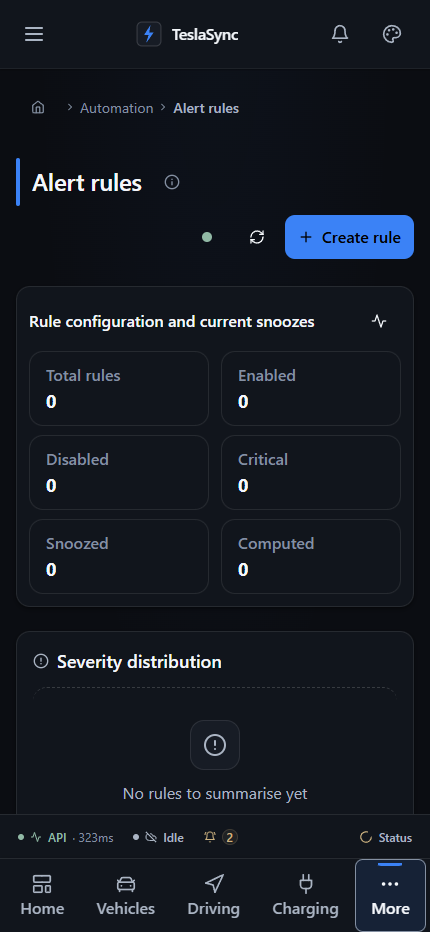 TeslaSync
Automation Alert rules
Alert rules
Create rule
Rule configuration and current snoozes
Total rules Enabled
0 0
Disabled Critical
0 0
Snoozed Computed
0 0
Severity distribution
No rules to summarise yet
API · 323ms Idle 2 Status
Home Vehicles Driving Charging More